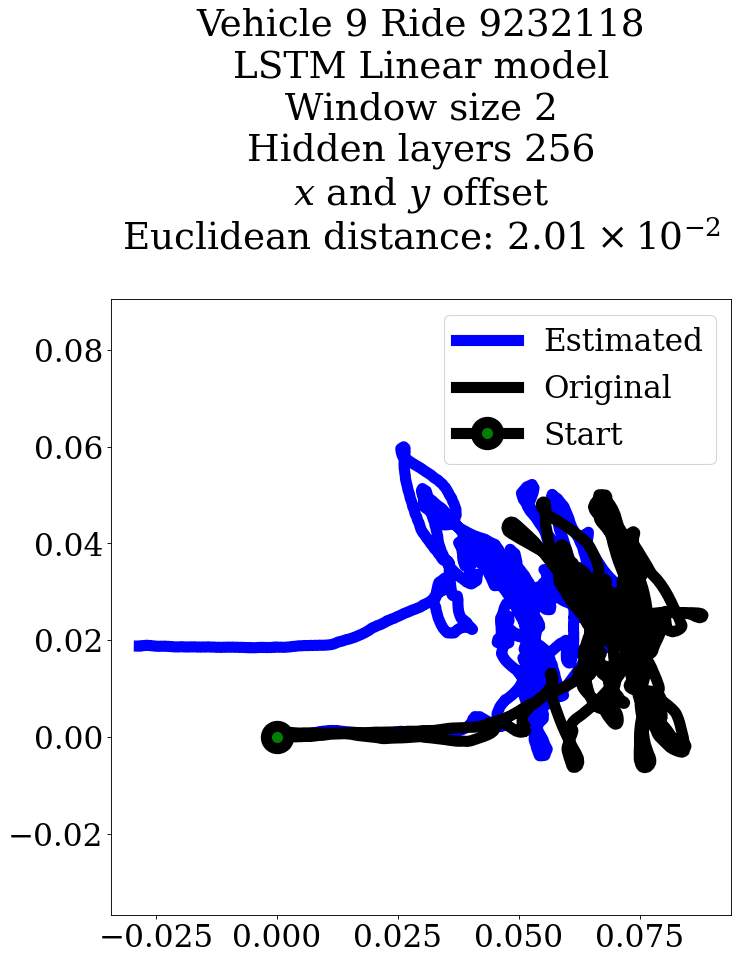 Vehicle 9 Ride 9232118
LSTM Linear model
Window size 2
Hidden layers 256
x and y offset
Euclidean distance: 2.01 × 10⁻²
Estimated
Original
Start
0.08
0.06
0.04
0.02
0.00
−0.02
−0.025 0.000 0.025 0.050 0.075